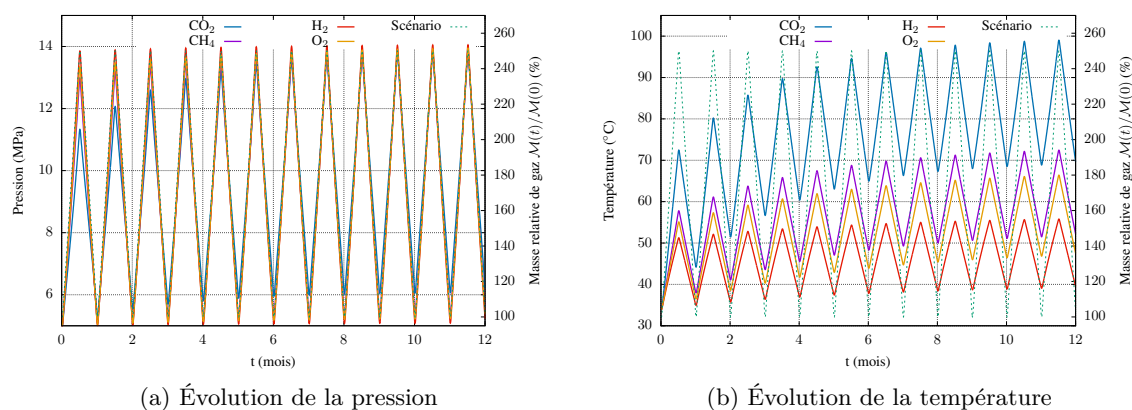 CO₂ H₂ Scénario
CH₄ O₂
14
12
10
8
6
Pression (MPa)
260
240
220
200
180
160
140
120
100
Masse relative de gaz M(t)/M(0) (%)
0 2 4 6 8 10 12
t (mois)
(a) Évolution de la pression
CO₂ H₂ Scénario
CH₄ O₂
100
90
80
70
60
50
40
30
Température (°C)
260
240
220
200
180
160
140
120
100
Masse relative de gaz M(t)/M(0) (%)
0 2 4 6 8 10 12
t (mois)
(b) Évolution de la température